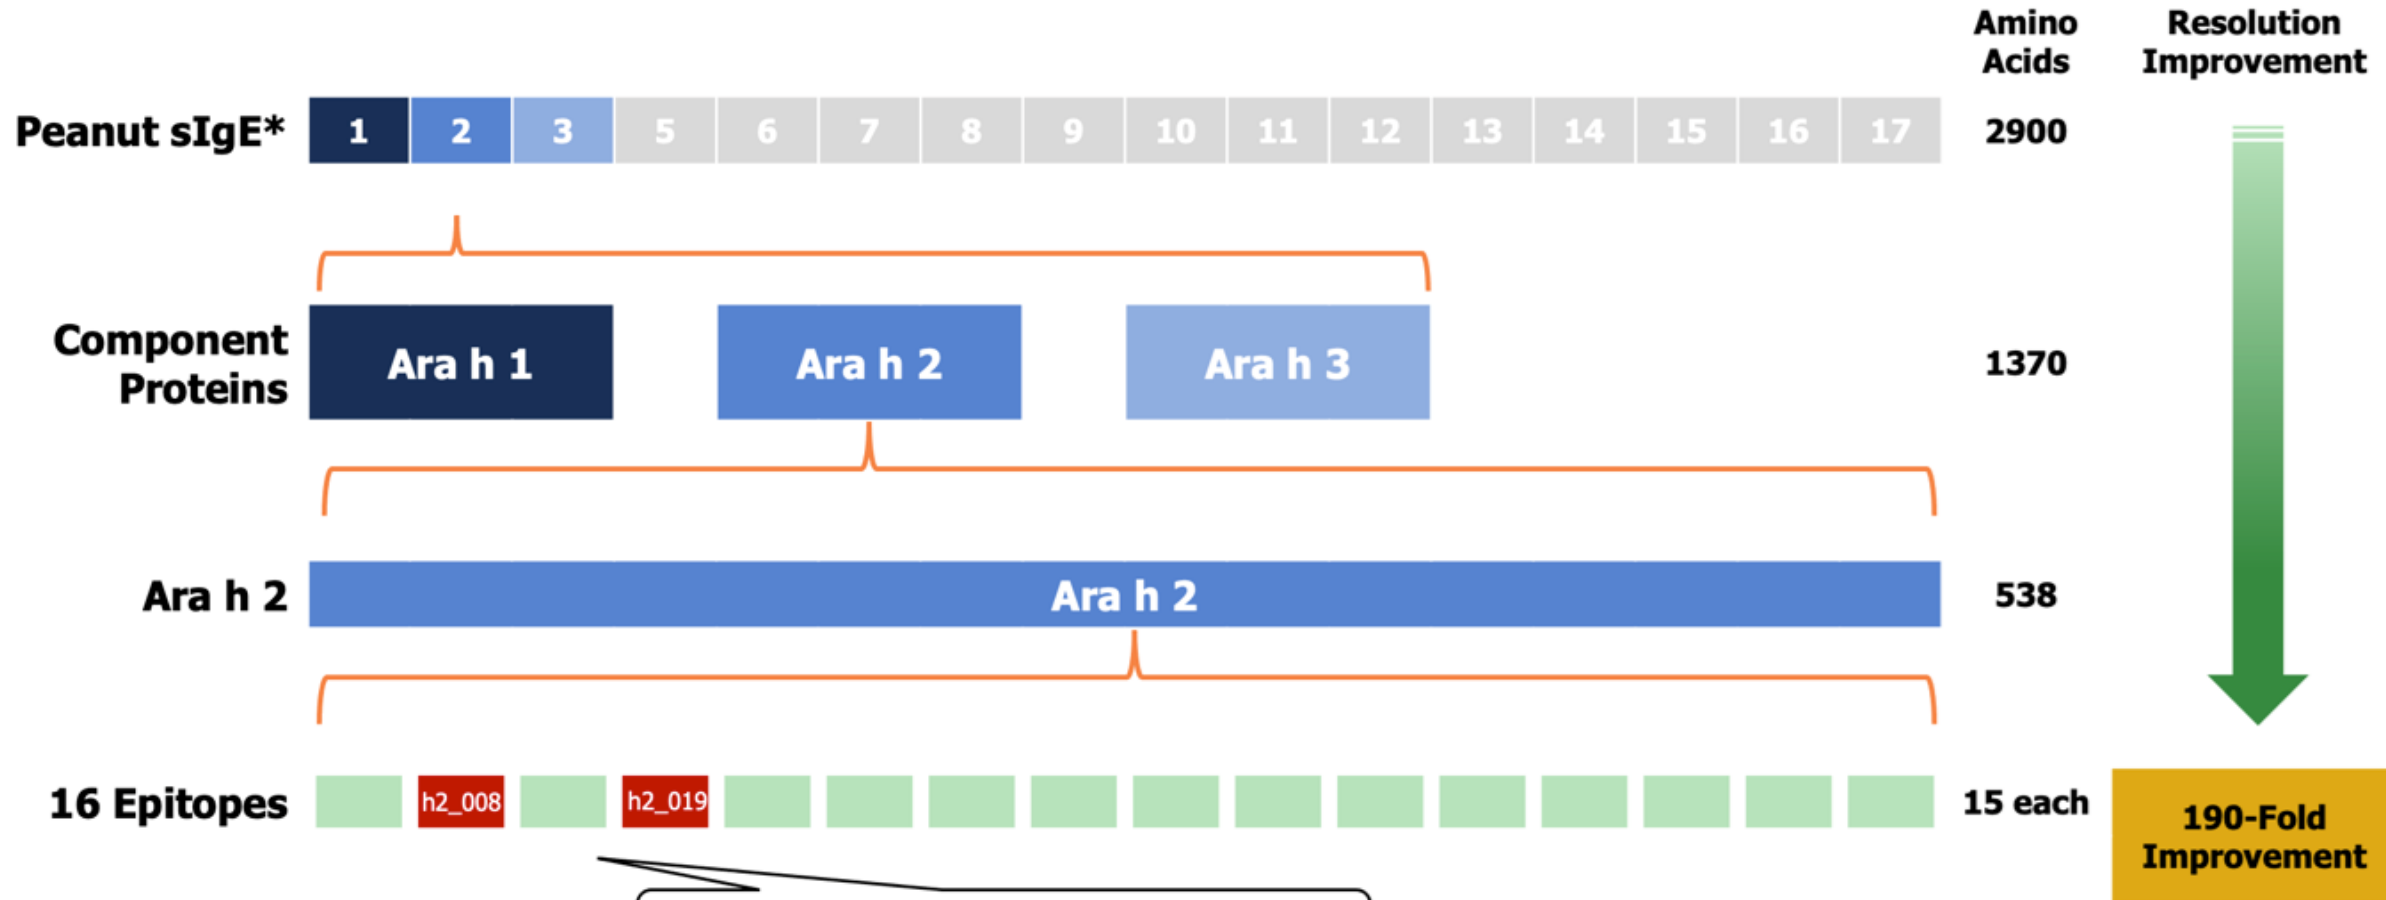 Amino
Acids
Resolution
Improvement
Peanut sIgE*
1 2 3 5 6 7 8 9 10 11 12 13 14 15 16 17
2900
Component
Proteins
Ara h 1
Ara h 2
Ara h 3
1370
Ara h 2
Ara h 2
538
16 Epitopes
h2_008
h2_019
15 each
190-Fold
Improvement